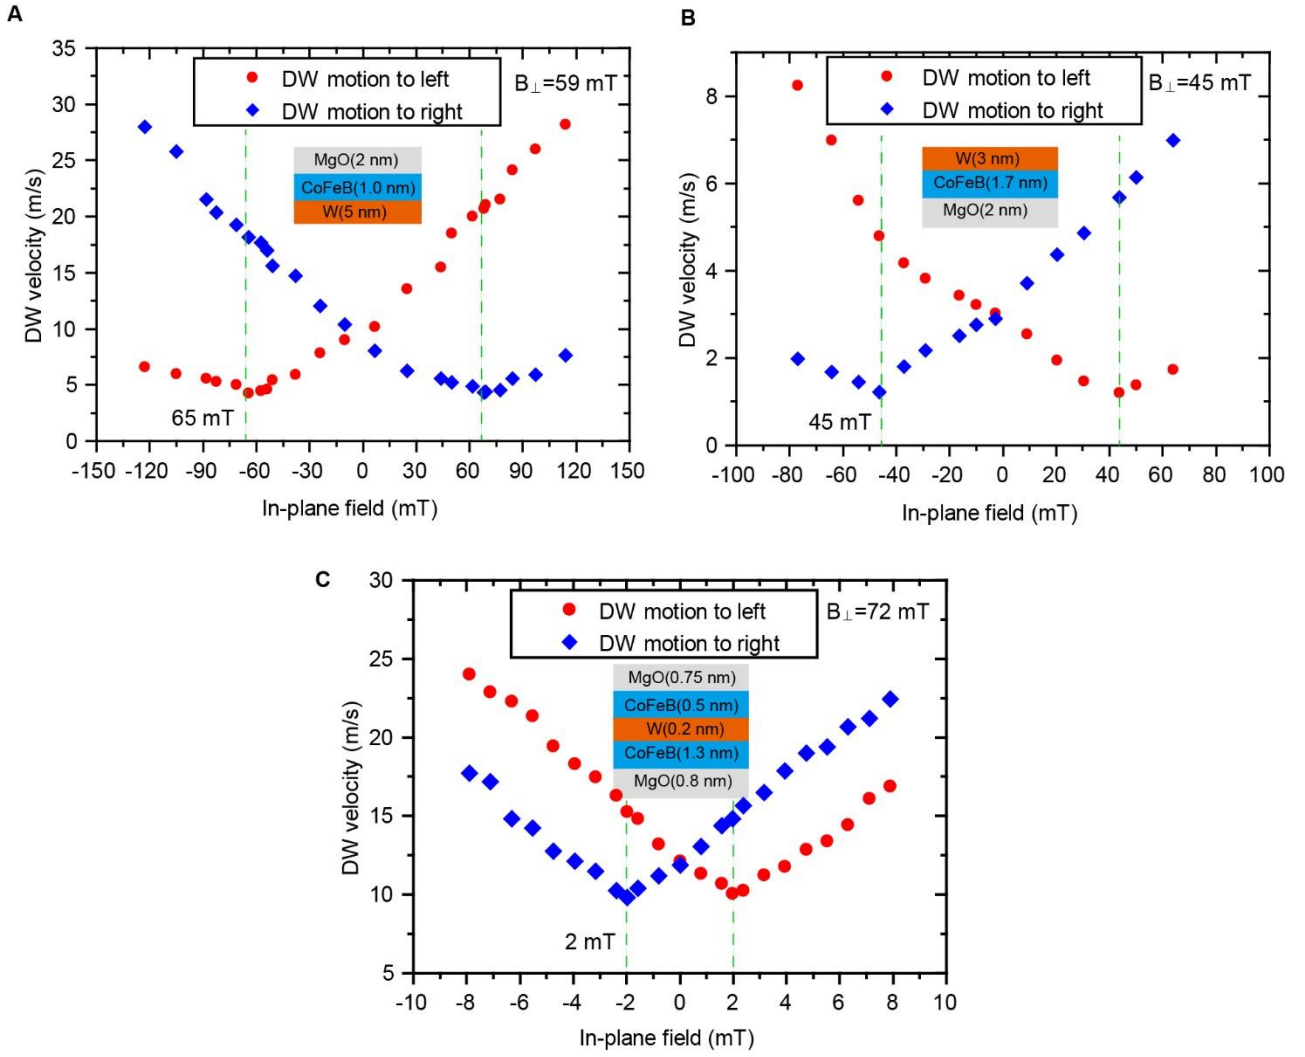 A
DW velocity (m/s)
35
30
25
20
15
10
5
0
DW motion to left
DW motion to right
B⊥=59 mT
MgO(2 nm)
CoFeB(1.0 nm)
W(5 nm)
65 mT
-150 -120 -90 -60 -30 0 30 60 90 120 150
In-plane field (mT)
B
DW velocity (m/s)
8
6
4
2
0
DW motion to left
DW motion to right
B⊥=45 mT
W(3 nm)
CoFeB(1.7 nm)
MgO(2 nm)
45 mT
-100 -80 -60 -40 -20 0 20 40 60 80 100
In-plane field (mT)
C
DW velocity (m/s)
30
25
20
15
10
5
DW motion to left
DW motion to right
B⊥=72 mT
MgO(0.75 nm)
CoFeB(0.5 nm)
W(0.2 nm)
CoFeB(1.3 nm)
MgO(0.8 nm)
2 mT
-10 -8 -6 -4 -2 0 2 4 6 8 10
In-plane field (mT)